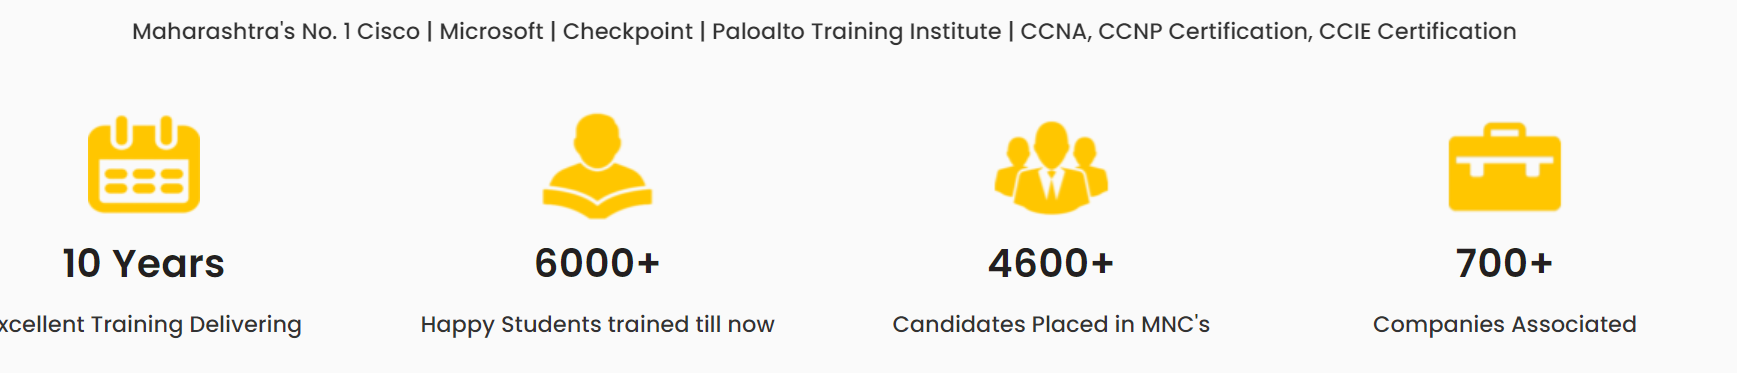 Maharashtra's No. 1 Cisco | Microsoft | Checkpoint | Paloalto Training Institute | CCNA, CCNP Certification, CCIE Certification
10 Years
6000+
4600+
700+
Training Delivering
Happy Students trained till now
Candidates Placed in MNC's
Companies Associated